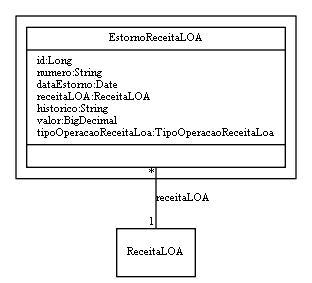 EstornoReceitaLOA
id:Long
numero:String
dataEstorno:Date
receitaLOA:ReceitaLOA
historico:String
valor:BigDecimal
tipoOperacaoReceitaLoa:TipoOperacaoReceitaLoa
*
receitaLOA
1
ReceitaLOA